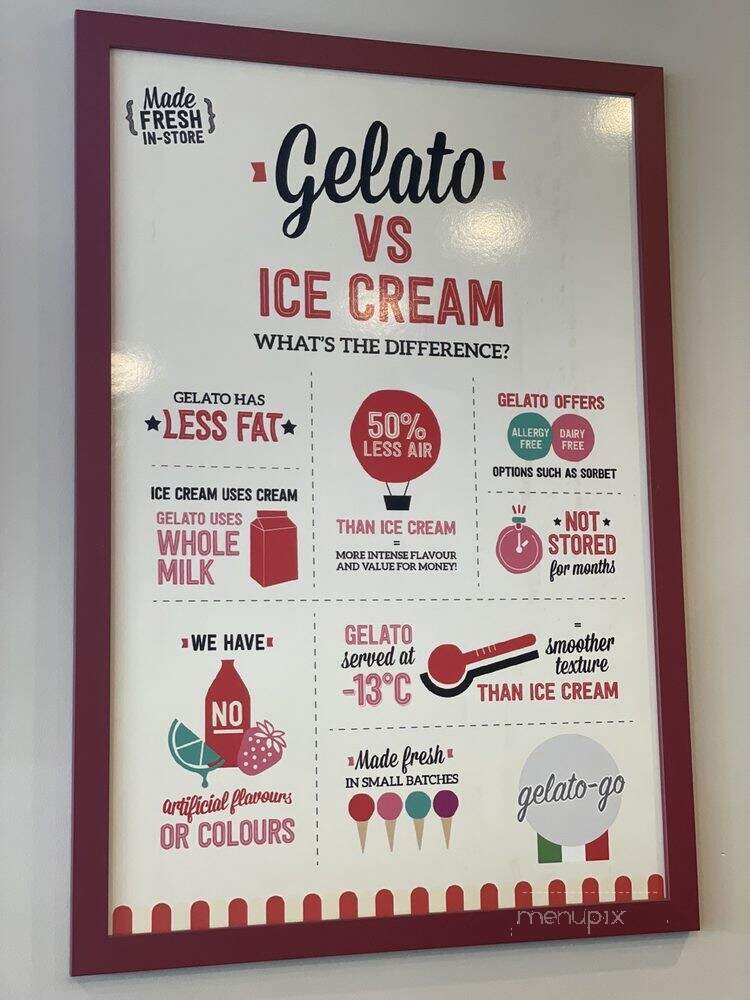 Made
{FRESH}
IN-STORE
Gelato
VS
ICE CREAM
WHAT'S THE DIFFERENCE?
GELATO HAS
LESS FAT
ICE CREAM USES CREAM
GELATO USES
WHOLE
MILK
50%
LESS AIR
THAN ICE CREAM
=
MORE INTENSE FLAVOUR
AND VALUE FOR MONEY!
GELATO OFFERS
ALLERGY FREE
DAIRY FREE
OPTIONS SUCH AS SORBET
NOT
STORED
for months
WE HAVE
NO
artificial flavours
OR COLOURS
GELATO
served at
-13°C
=
smoother
texture
THAN ICE CREAM
Made fresh
IN SMALL BATCHES
gelato-go
menupix